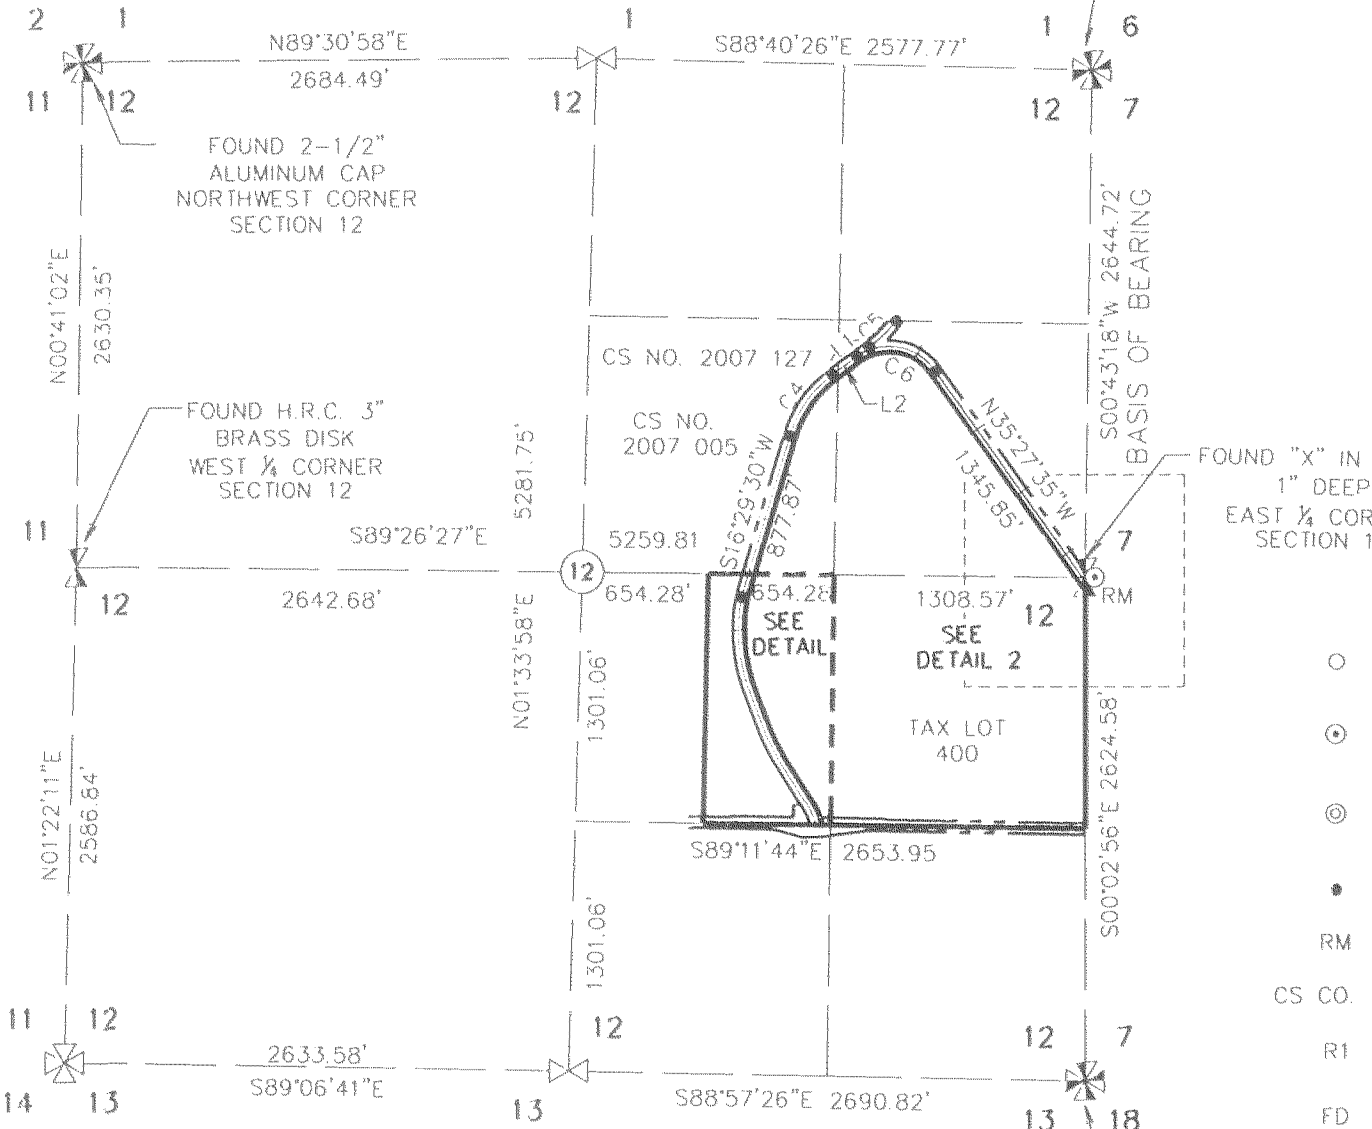 2 1
1
1 6
N89°30'58"E
2684.49'
S88°40'26"E 2577.77'
11 12
12
12 7
FOUND 2-1/2"
ALUMINUM CAP
NORTHWEST CORNER
SECTION 12
N00°41'02"E
2630.35'
S00°43'18"W 2644.72'
BASIS OF BEARING
CS NO. 2007 127
C5
C6
C4
L2
CS NO.
2007 005
5281.75'
S16°29'30"W
877.87'
N35°27'35"W
1345.85'
FOUND H.R.C. 3"
BRASS DISK
WEST ¼ CORNER
SECTION 12
FOUND "X" IN
1" DEEP
EAST ¼ COR
SECTION 1
11
12
S89°26'27"E
2642.68'
12
5259.81
654.28'
654.28
1308.57'
7
12
RM
SEE
DETAIL
SEE
DETAIL 2
TAX LOT
400
N01°33'58"E
1301.06'
N01°22'11"E
2586.84'
S00°02'56"E 2624.58'
S89°11'44"E 2653.95
1301.06'
RM
CS CO.
R1
FD
11 12
12
12 7
2633.58'
S89°06'41"E
S88°57'26"E 2690.82'
14 13
13
13 18